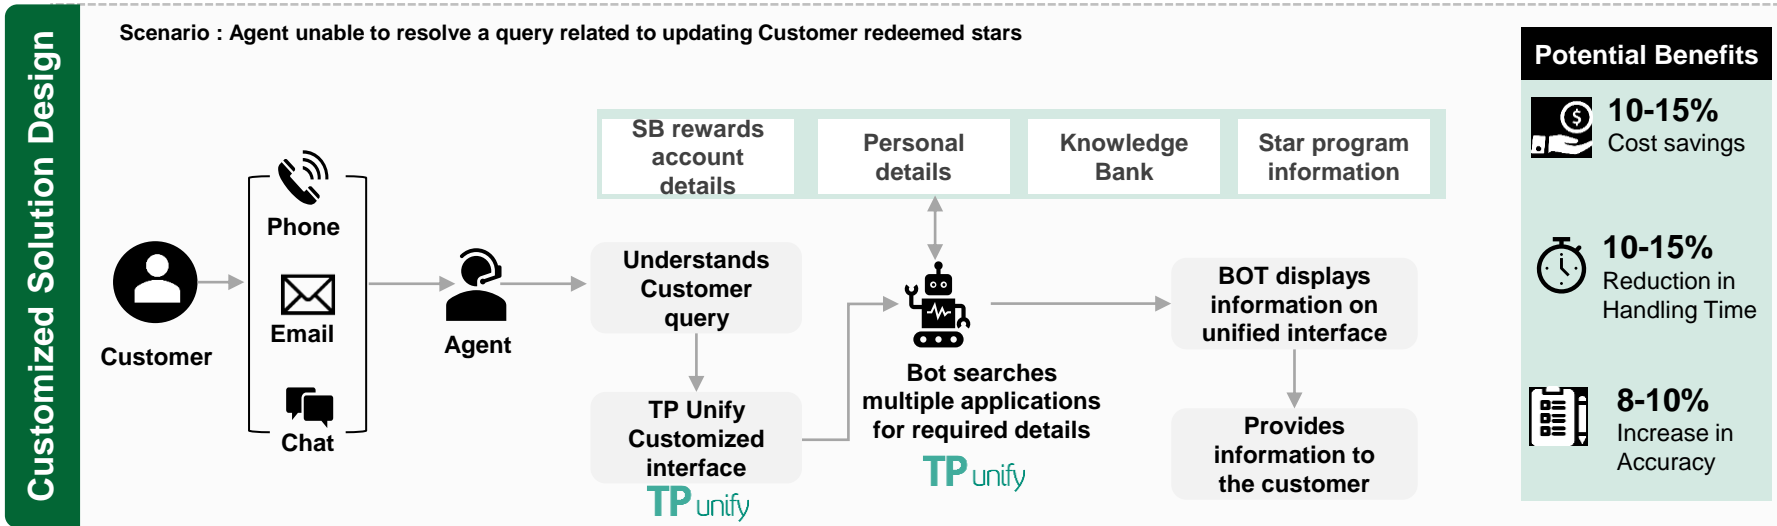 Customized Solution Design
Scenario : Agent unable to resolve a query related to updating Customer redeemed stars
Customer
Phone
Email
Chat
Agent
SB rewards
account
details
Personal
details
Knowledge
Bank
Star program
information
Understands
Customer
query
TP Unify
Customized
interface
TP unify
Bot searches
multiple applications
for required details
TP unify
BOT displays
information on
unified interface
Provides
information to
the customer
Potential Benefits
$
10-15%
Cost savings
10-15%
Reduction in
Handling Time
8-10%
Increase in
Accuracy